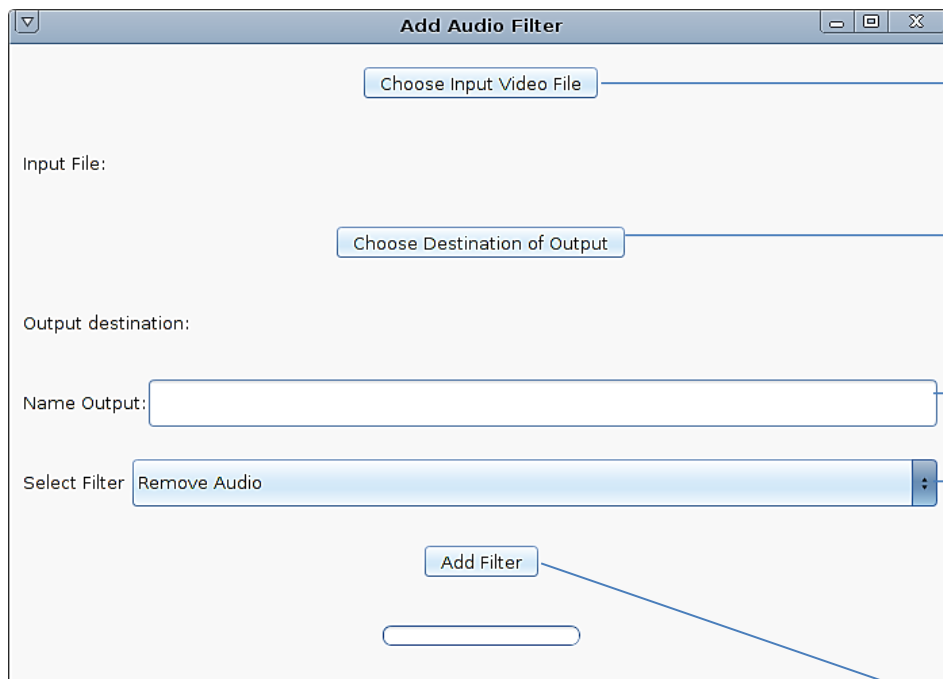 Add Audio Filter
Choose Input Video File
Input File:
Choose Destination of Output
Output destination:
Name Output:
Select Filter Remove Audio
Add Filter